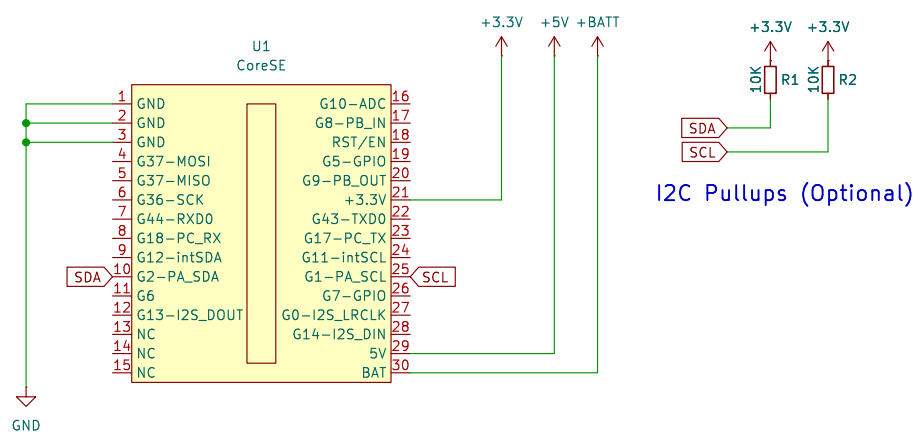 +3.3V +5V +BATT
+3.3V +3.3V
U1
CoreSE
10K R1 10K R2
1 GND G10-ADC 16
2 GND G8-PB_IN 17
3 GND RST/EN 18
4 G37-MOSI G5-GPIO 19
5 G37-MISO G9-PB_OUT 20
6 G36-SCK +3.3V 21
7 G44-RXD0 G43-TXD0 22
8 G18-PC_RX G17-PC_TX 23
9 G12-intSDA G11-intSCL 24
SDA 10 G2-PA_SDA G1-PA_SCL 25 SCL
11 G6 G7-GPIO 26
12 G13-I2S_DOUT G0-I2S_LRCLK 27
13 NC G14-I2S_DIN 28
14 NC 5V 29
15 NC BAT 30
GND
SDA
SCL
I2C Pullups (Optional)